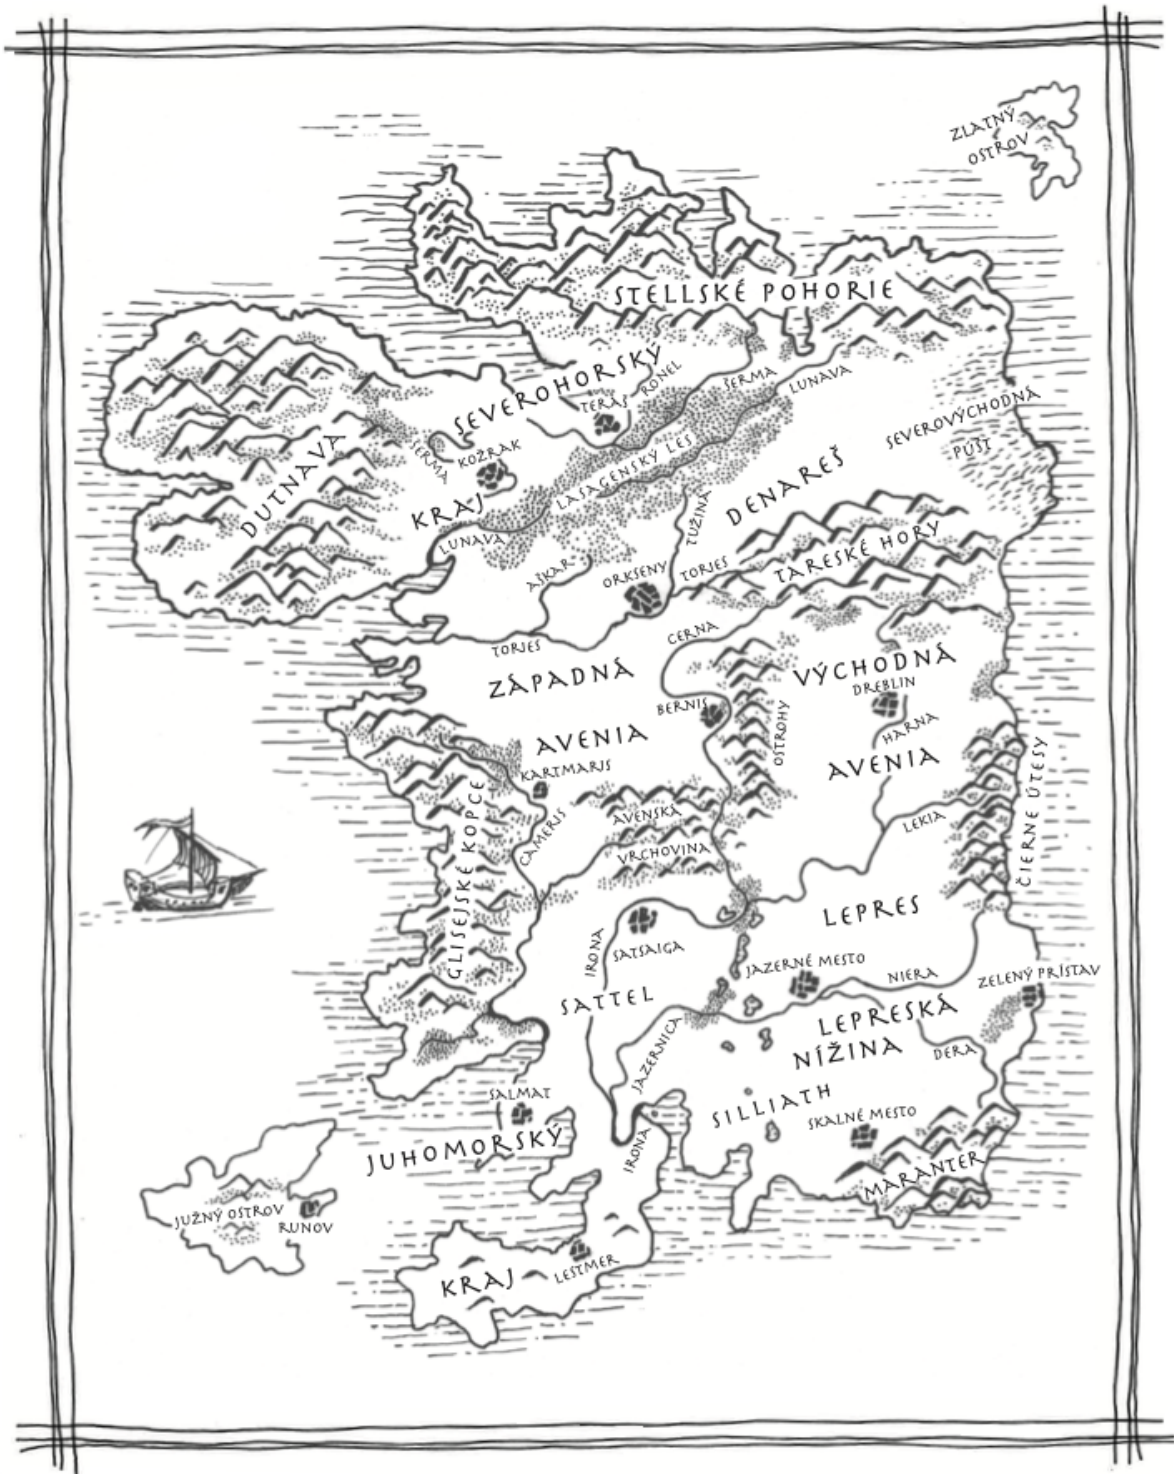 ZLATNÝ
OSTROV
STELLSKÉ POHORIE
SEVEROHORSKÝ
KRAJ
RONEL
TERAS
ŠERMA
LUNAVA
SEVEROVÝCHODNÁ
PÚŠŤ
ŠERMA
KOŽRAK
LASAGENSKÝ LES
DUTNAVA
DENAREŠ
LUNAVA
TUŽINA
TARESKÉ HORY
AŠKAR
ORKSENY
TORJES
TORJES
CERNA
ZÁPADNÁ
AVENIA
VÝCHODNÁ
AVENIA
DREBLIN
BERNIS
OSTROHY
HARNA
KARTMARIS
ČIERNE ÚTESY
GLISEJSKÉ KOPCE
CAMERIS
AVENSKÁ
VRCHOVINA
LEKIA
LEPRES
IRONA
SATSAIGA
JAZERNÉ MESTO
NIERA
ZELENÝ PRÍSTAV
SATTEL
LEPRESKÁ
NÍŽINA
JAZERNICA
DERA
SALMAT
SILLIATH
SKALNÉ MESTO
JUHOMORSKÝ
KRAJ
IRONA
MARANTER
JUŽNÝ OSTROV
RUNOV
LESTMER